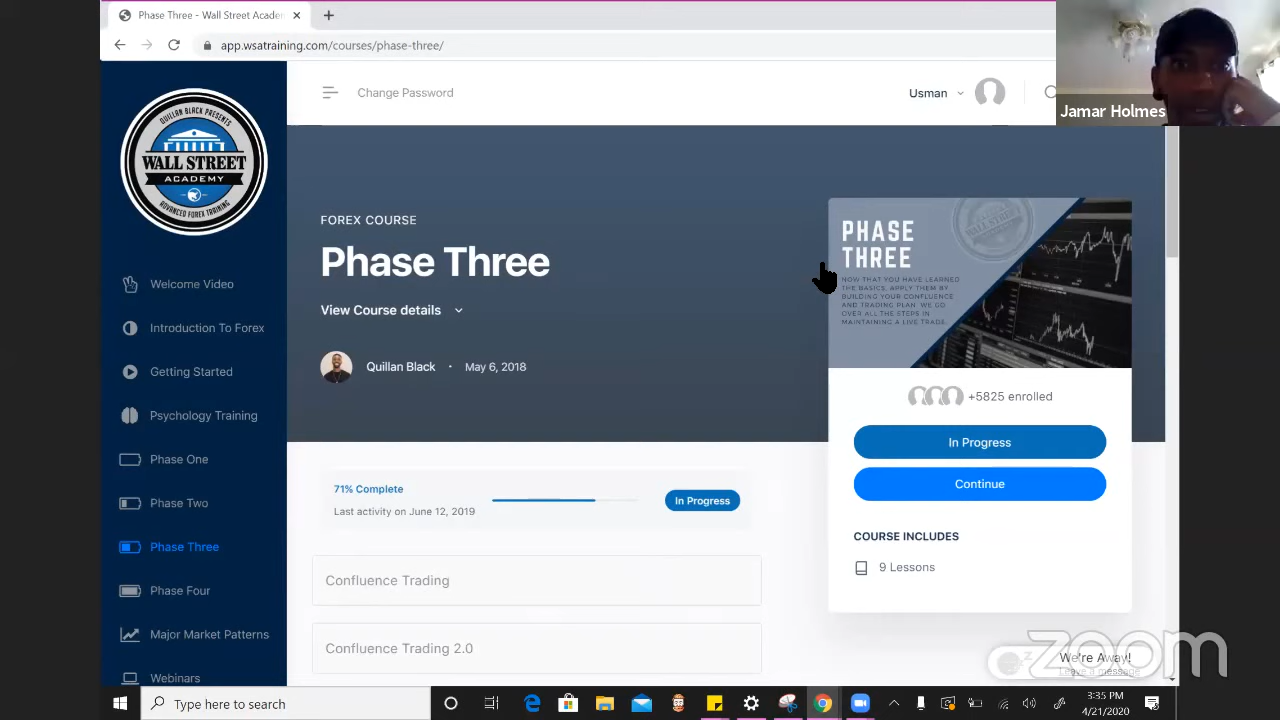 Phase Three - Wall Street Acade
app.wsatraining.com/courses/phase-three/
Jamar Holmes
Change Password
Usman
QUILLAN BLACK PRESENTS
WALL STREET
ACADEMY
ADVANCED FOREX TRAINING
Welcome Video
Introduction To Forex
Getting Started
Psychology Training
Phase One
Phase Two
Phase Three
Phase Four
Major Market Patterns
Webinars
FOREX COURSE
Phase Three
View Course details
Quillan Black · May 6, 2018
PHASE
THREE
NOW THAT YOU HAVE LEARNED
THE BASICS, APPLY THEM BY
BUILDING YOUR CONFLUENCE
AND TRADING PLAN. WE GO
OVER ALL THE STEPS IN
MAINTAINING A LIVE TRADE.
+5825 enrolled
In Progress
Continue
COURSE INCLUDES
9 Lessons
71% Complete
Last activity on June 12, 2019
In Progress
Confluence Trading
Confluence Trading 2.0
We're Away!
Leave a message
zoom
Type here to search
3:35 PM
4/21/2020